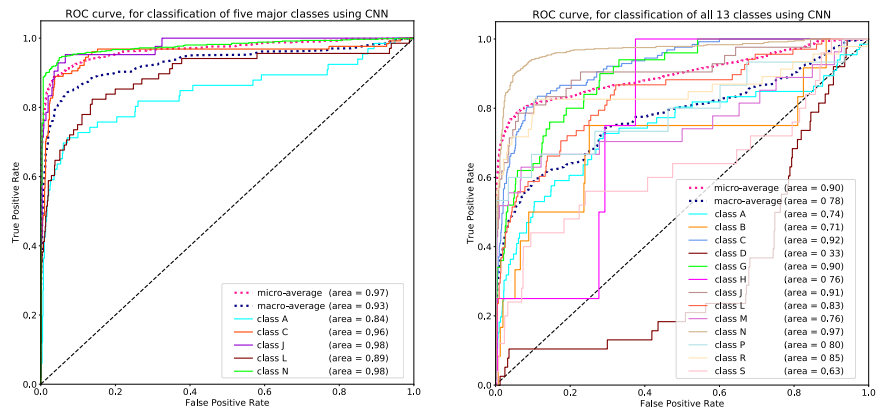 ROC curve, for classification of five major classes using CNN
1.0
0.8
0.6
0.4
0.2
0.0
True Positive Rate
0.0 0.2 0.4 0.6 0.8 1.0
False Positive Rate
micro-average (area = 0,97)
macro-average (area = 0,93)
class A (area = 0,84)
class C (area = 0,96)
class J (area = 0,98)
class L (area = 0,89)
class N (area = 0,98)
ROC curve, for classification of all 13 classes using CNN
1.0
0.8
0.6
0.4
0.2
0.0
True Positive Rate
0.0 0.2 0.4 0.6 0.8 1.0
False Positive Rate
micro-average (area = 0,90)
macro-average (area = 0 78)
class A (area = 0,74)
class B (area = 0,71)
class C (area = 0,92)
class D (area = 0 33)
class G (area = 0,90)
class H (area = 0 76)
class J (area = 0,91)
class L (area = 0,83)
class M (area = 0,76)
class N (area = 0,97)
class P (area = 0 80)
class R (area = 0 85)
class S (area = 0,63)